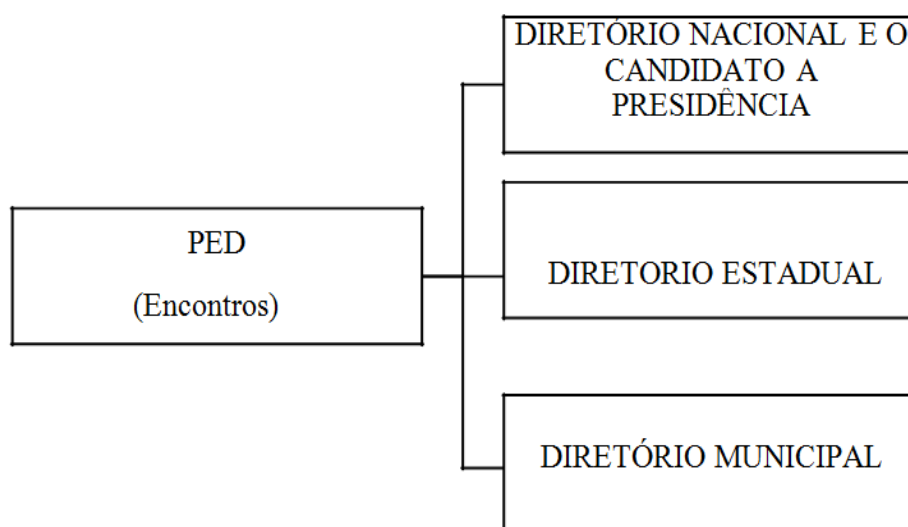 DIRETÓRIO NACIONAL E O
CANDIDATO A
PRESIDÊNCIA
PED
(Encontros)
DIRETORIO ESTADUAL
DIRETÓRIO MUNICIPAL